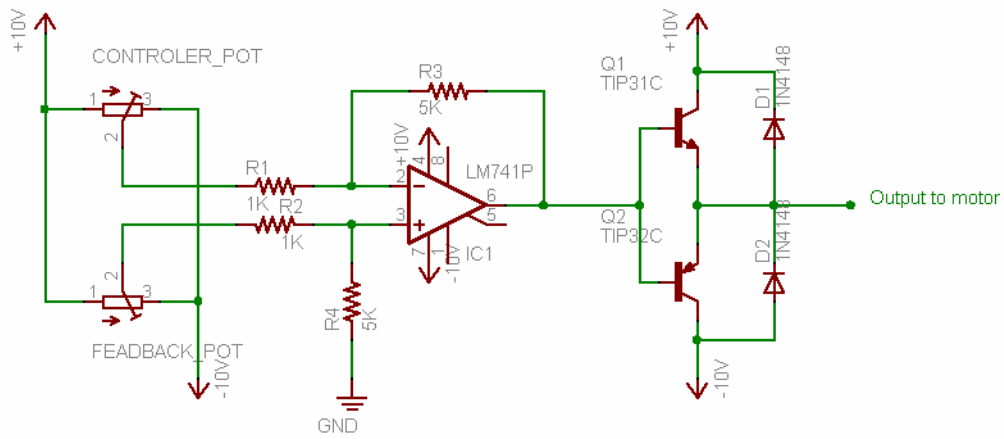 +10V
CONTROLER_POT
1
3
2
R1
1K
R2
1K
R3
5K
+10V
4
8
LM741P
2
3
6
5
7
1
-10V
IC1
R4
5K
GND
2
1
3
FEADBACK_POT
-10V
+10V
Q1
TIP31C
D1
1N4148
Q2
TIP32C
D2
1N4148
Output to motor
-10V